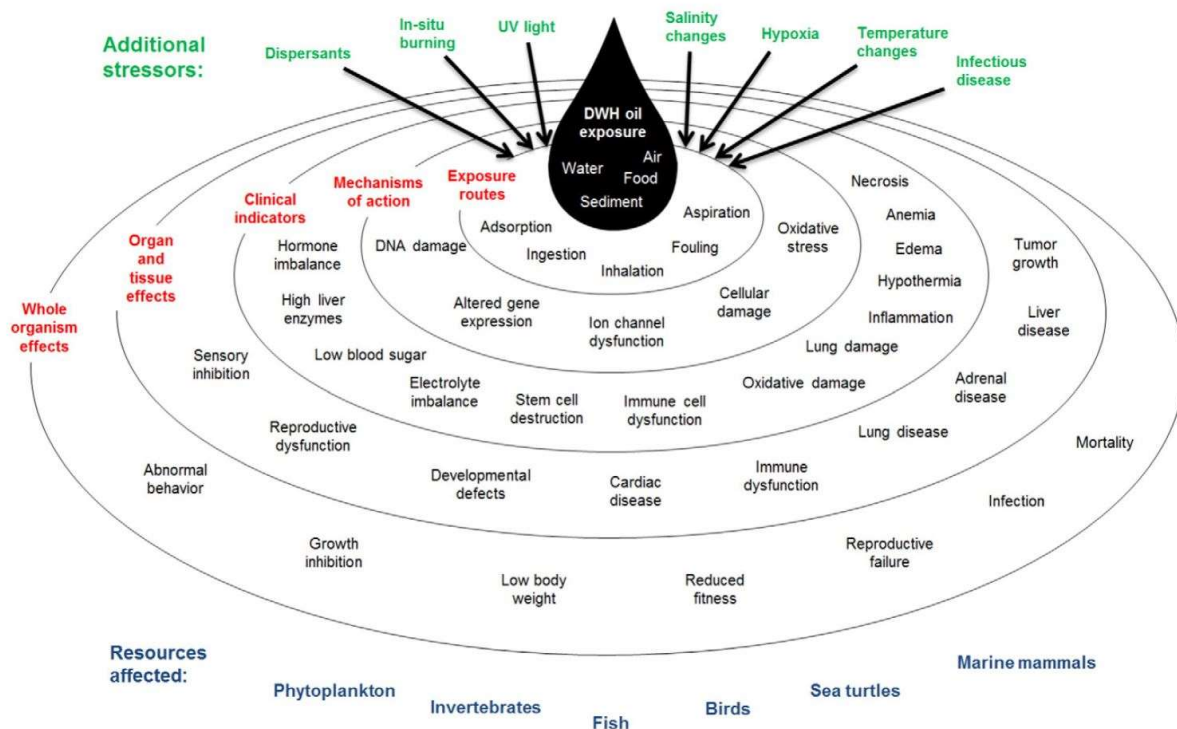 Additional
stressors:
Dispersants
In-situ
burning
UV light
Salinity
changes
Hypoxia
Temperature
changes
Infectious
disease
DWH oil
exposure
Water
Air
Food
Sediment
Exposure
routes
Adsorption
Ingestion
Inhalation
Fouling
Aspiration
Mechanisms
of action
DNA damage
Altered gene
expression
Ion channel
dysfunction
Cellular
damage
Oxidative
stress
Clinical
indicators
Hormone
imbalance
High liver
enzymes
Low blood sugar
Electrolyte
imbalance
Stem cell
destruction
Immune cell
dysfunction
Oxidative damage
Lung damage
Inflammation
Hypothermia
Edema
Anemia
Necrosis
Organ
and
tissue
effects
Sensory
inhibition
Reproductive
dysfunction
Developmental
defects
Cardiac
disease
Immune
dysfunction
Lung disease
Adrenal
disease
Liver
disease
Tumor
growth
Whole
organism
effects
Abnormal
behavior
Growth
inhibition
Low body
weight
Reduced
fitness
Reproductive
failure
Infection
Mortality
Resources
affected:
Phytoplankton
Invertebrates
Fish
Birds
Sea turtles
Marine mammals